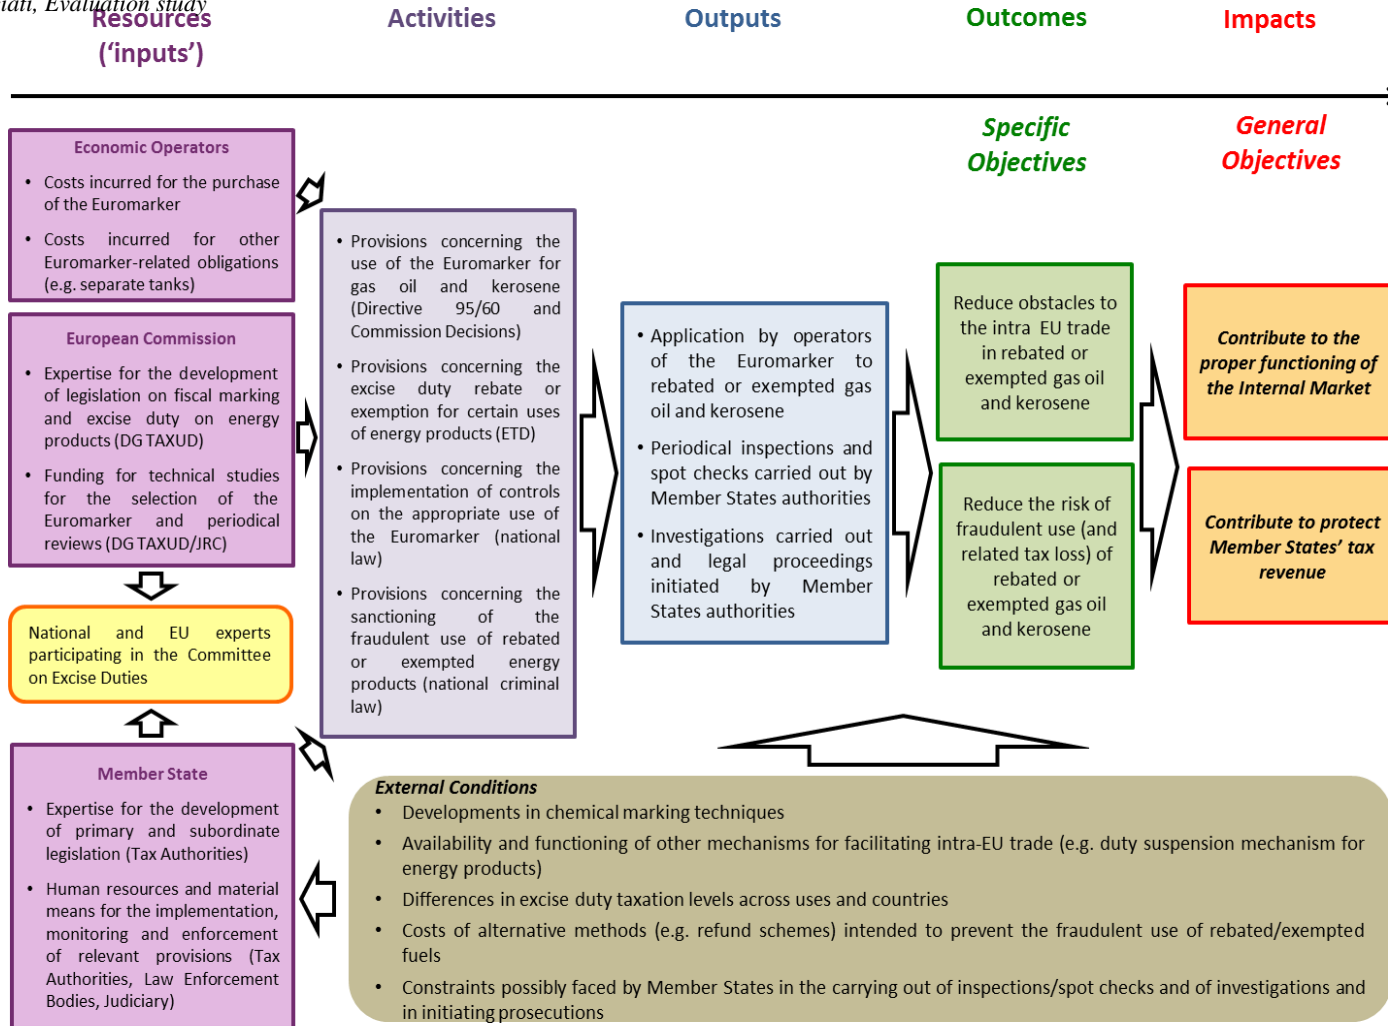 iati, Evaluation study
Resources
(‘inputs’)
Activities
Outputs
Outcomes
Impacts
Specific
Objectives
General
Objectives
Economic Operators
• Costs incurred for the purchase
of the Euromarker
• Costs incurred for other
Euromarker-related obligations
(e.g. separate tanks)
European Commission
• Expertise for the development
of legislation on fiscal marking
and excise duty on energy
products (DG TAXUD)
• Funding for technical studies
for the selection of the
Euromarker and periodical
reviews (DG TAXUD/JRC)
National and EU experts
participating in the Committee
on Excise Duties
Member State
• Expertise for the development
of primary and subordinate
legislation (Tax Authorities)
• Human resources and material
means for the implementation,
monitoring and enforcement
of relevant provisions (Tax
Authorities, Law Enforcement
Bodies, Judiciary)
• Provisions concerning the
use of the Euromarker for
gas oil and kerosene
(Directive 95/60 and
Commission Decisions)
• Provisions concerning the
excise duty rebate or
exemption for certain uses
of energy products (ETD)
• Provisions concerning the
implementation of controls
on the appropriate use of
the Euromarker (national
law)
• Provisions concerning the
sanctioning of the
fraudulent use of rebated
or exempted energy
products (national criminal
law)
• Application by operators
of the Euromarker to
rebated or exempted gas
oil and kerosene
• Periodical inspections and
spot checks carried out by
Member States authorities
• Investigations carried out
and legal proceedings
initiated by Member
States authorities
Reduce obstacles to
the intra EU trade
in rebated or
exempted gas oil
and kerosene
Reduce the risk of
fraudulent use (and
related tax loss) of
rebated or
exempted gas oil
and kerosene
Contribute to the
proper functioning of
the Internal Market
Contribute to protect
Member States’ tax
revenue
External Conditions
• Developments in chemical marking techniques
• Availability and functioning of other mechanisms for facilitating intra-EU trade (e.g. duty suspension mechanism for
energy products)
• Differences in excise duty taxation levels across uses and countries
• Costs of alternative methods (e.g. refund schemes) intended to prevent the fraudulent use of rebated/exempted
fuels
• Constraints possibly faced by Member States in the carrying out of inspections/spot checks and of investigations and
in initiating prosecutions